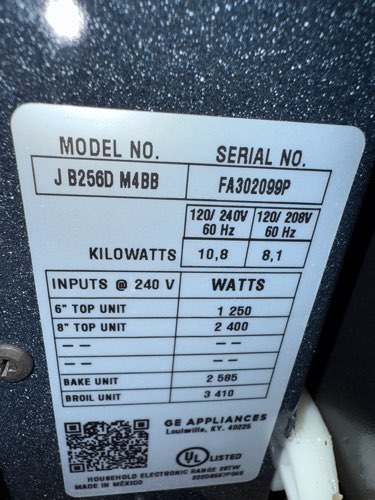 MODEL NO. SERIAL NO.
J B256D M4BB FA302099P
120/ 240V 120/ 208V
60 Hz 60 Hz
KILOWATTS 10,8 8,1
INPUTS @ 240 V WATTS
6" TOP UNIT 1 250
8" TOP UNIT 2 400
-- --
-- --
BAKE UNIT 2 585
BROIL UNIT 3 410
GE APPLIANCES
Louisville, KY. 40225
UL LISTED
HOUSEHOLD ELECTRONIC RANGE
MADE IN MÉXICO